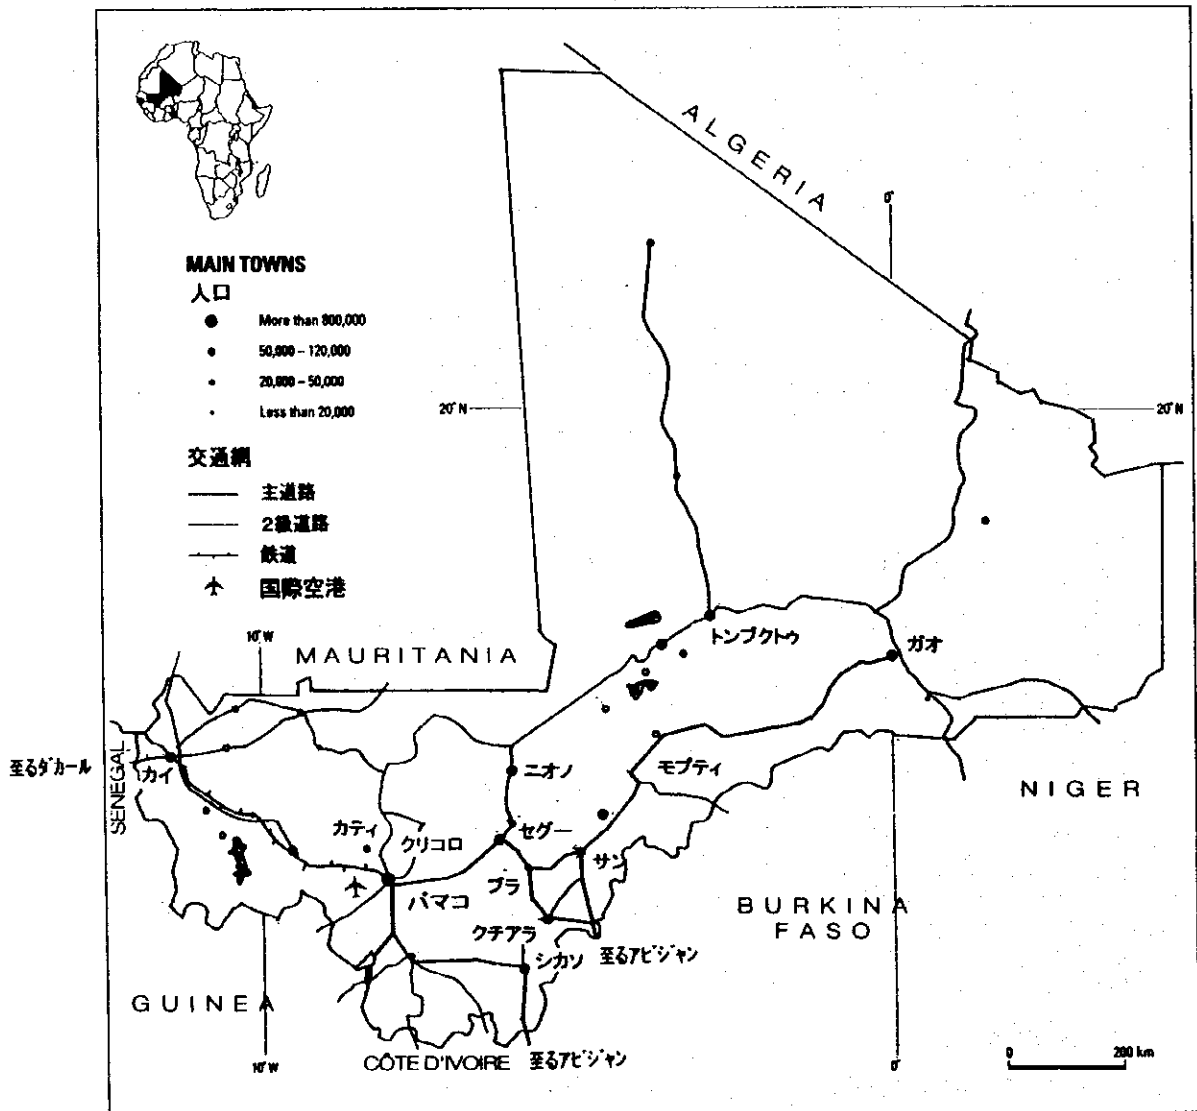 ALGERIA
0°
MAIN TOWNS
人口
More than 800,000
50,000 – 120,000
20,000 – 50,000
Less than 20,000
20°N
20°N
交通網
主道路
2級道路
鉄道
国際空港
10°W
MAURITANIA
トンブクトゥ
ガオ
至るダカール
SENEGAL
カイ
ニオノ
モプティ
NIGER
カティ
クリコロ
セグー
サン
ブラ
バマコ
BURKINA
FASO
クチアラ
至るアビジャン
シカソ
GUINEA
10°W
CÔTE D'IVOIRE
至るアビジャン
0°
0
200 km